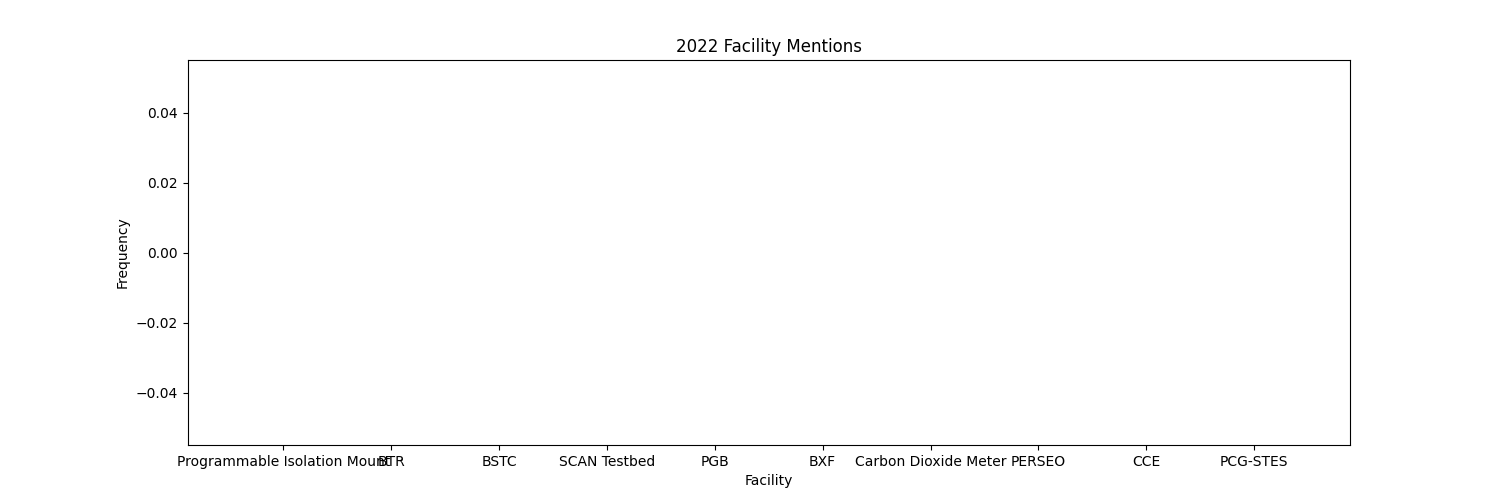 2022 Facility Mentions
0.04
0.02
0.00
−0.02
−0.04
Frequency
Programmable Isolation Mount BTR BSTC SCAN Testbed PGB BXF Carbon Dioxide Meter PERSEO CCE PCG-STES
Facility